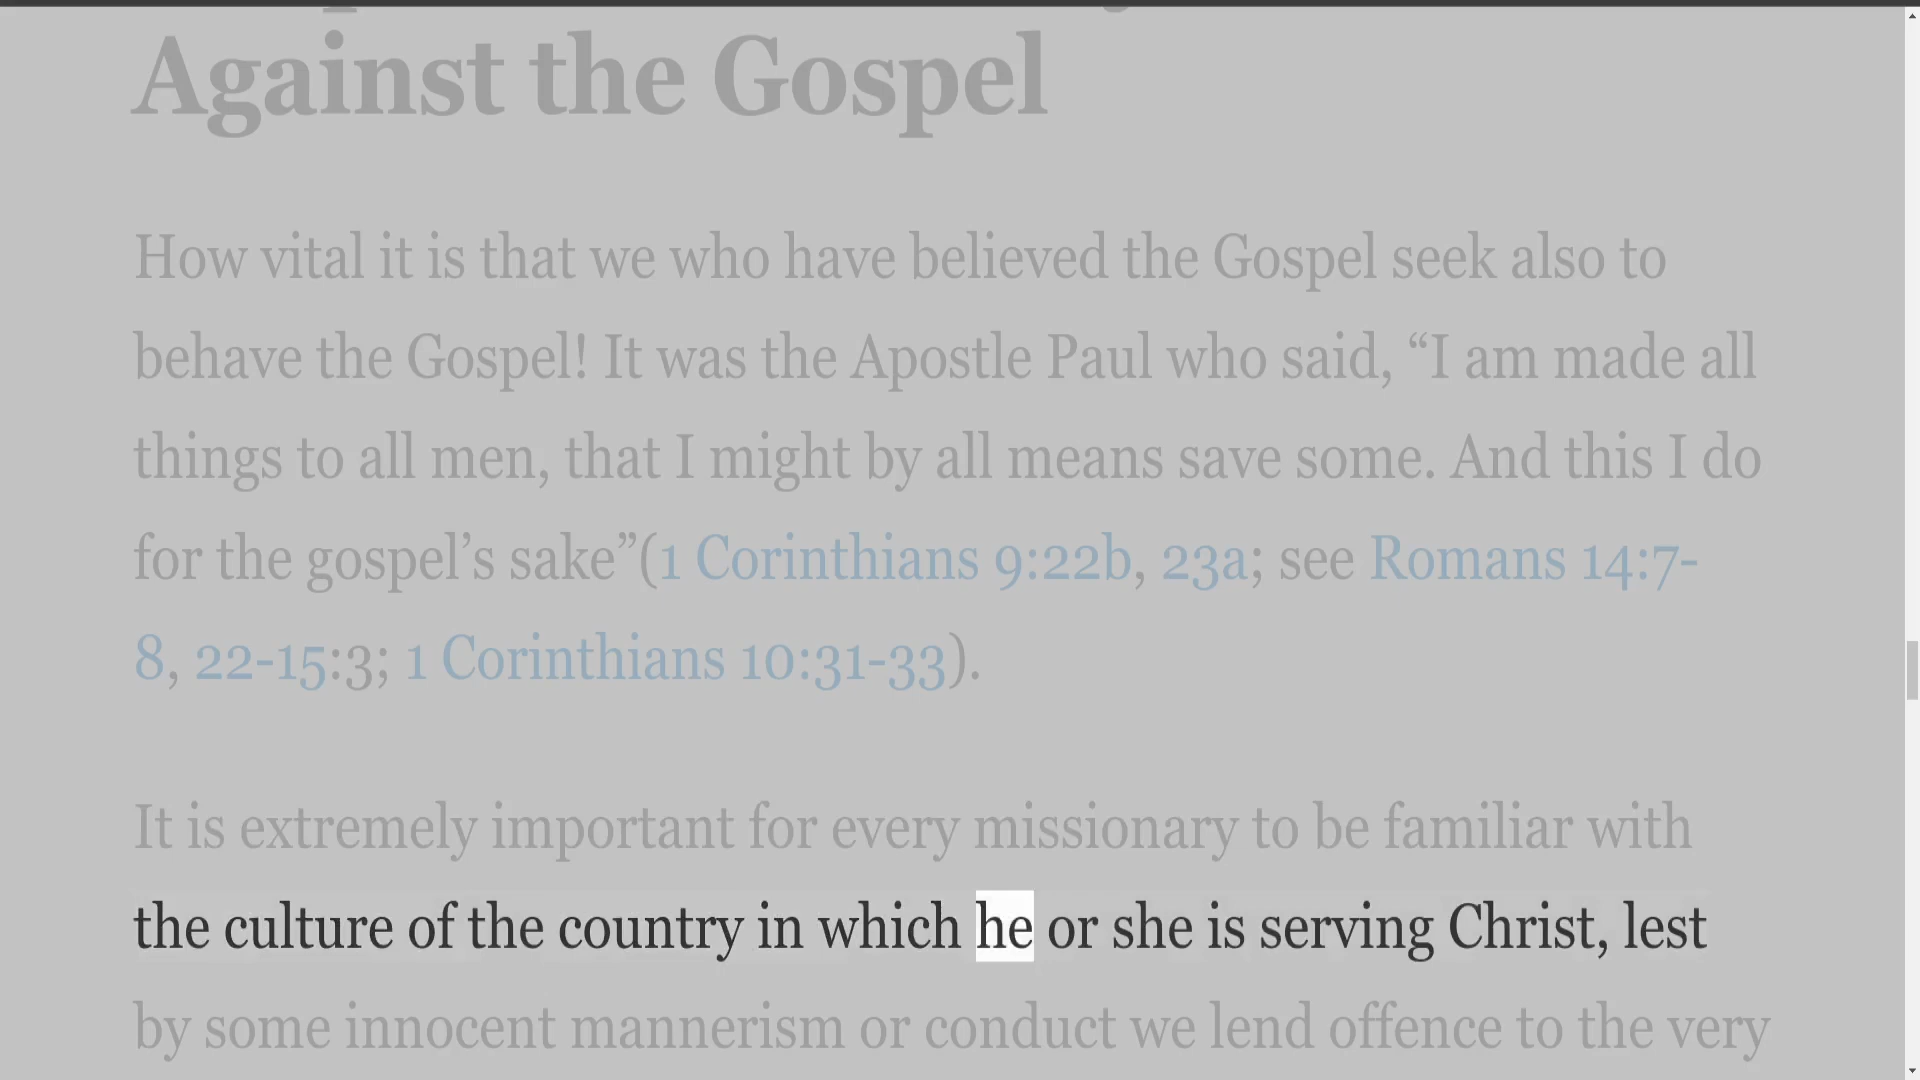 Against the Gospel
How vital it is that we who have believed the Gospel seek also to
behave the Gospel! It was the Apostle Paul who said, “I am made all
things to all men, that I might by all means save some. And this I do
for the gospel’s sake”(1 Corinthians 9:22b, 23a; see Romans 14:7-
8, 22-15:3; 1 Corinthians 10:31-33).
It is extremely important for every missionary to be familiar with
the culture of the country in which he or she is serving Christ, lest
by some innocent mannerism or conduct we lend offence to the very